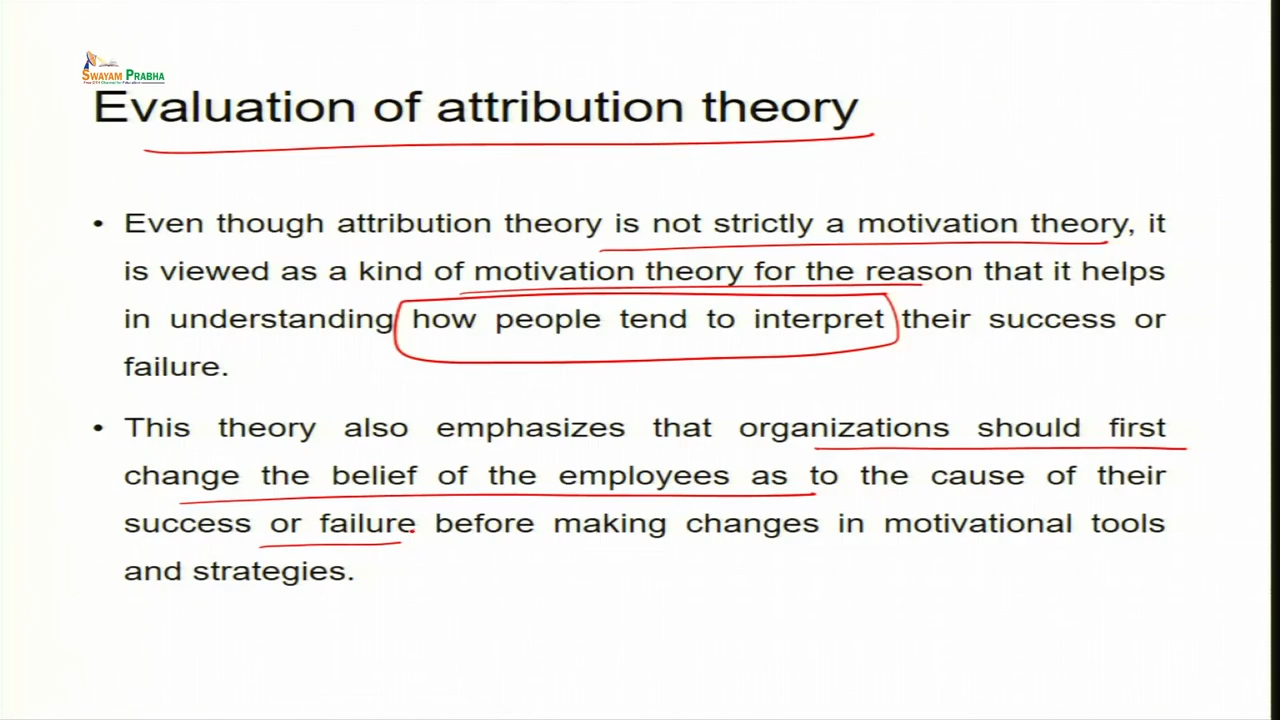 SWAYAM PRABHA
Evaluation of attribution theory
• Even though attribution theory is not strictly a motivation theory, it
is viewed as a kind of motivation theory for the reason that it helps
in understanding how people tend to interpret their success or
failure.
• This theory also emphasizes that organizations should first
change the belief of the employees as to the cause of their
success or failure before making changes in motivational tools
and strategies.